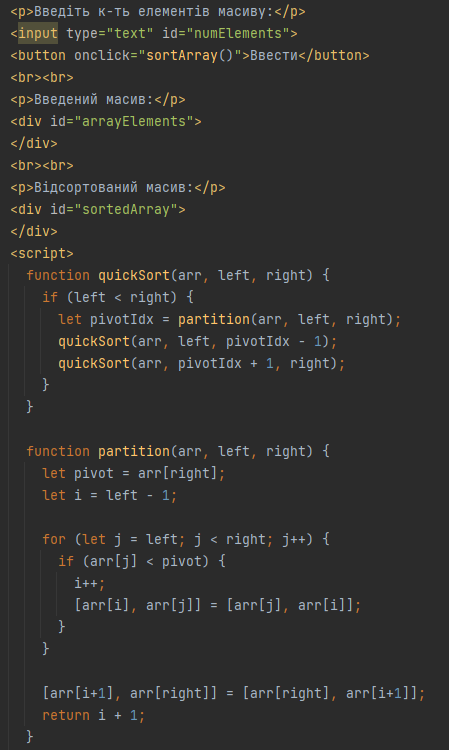 <p>Введіть к-ть елементів масиву:</p>
<input type="text" id="numElements">
<button onclick="sortArray()">Ввести</button>
<br><br>
<p>Введений масив:</p>
<div id="arrayElements">
</div>
<br><br>
<p>Відсортований масив:</p>
<div id="sortedArray">
</div>
<script>
  function quickSort(arr, left, right) {
    if (left < right) {
      let pivotIdx = partition(arr, left, right);
      quickSort(arr, left, pivotIdx - 1);
      quickSort(arr, pivotIdx + 1, right);
    }
  }

  function partition(arr, left, right) {
    let pivot = arr[right];
    let i = left - 1;

    for (let j = left; j < right; j++) {
      if (arr[j] < pivot) {
        i++;
        [arr[i], arr[j]] = [arr[j], arr[i]];
      }
    }

    [arr[i+1], arr[right]] = [arr[right], arr[i+1]];
    return i + 1;
  }